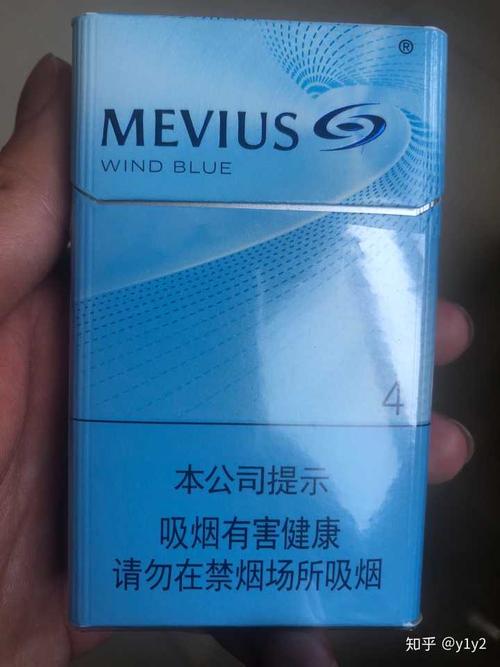 ®
MEVIUS
WIND BLUE
4
本公司提示
吸烟有害健康
请勿在禁烟场所吸烟
知乎 @y1y2